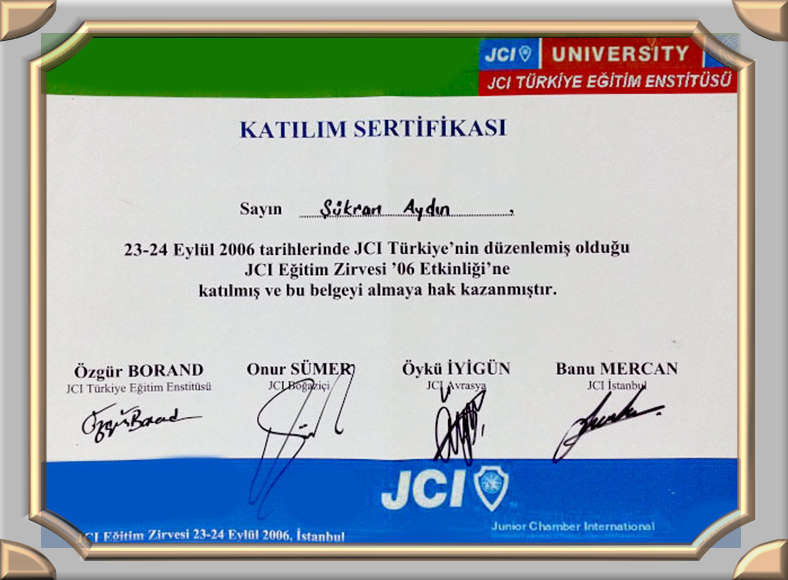 JCI UNIVERSITY
JCI TÜRKİYE EĞİTİM ENSTİTÜSÜ
KATILIM SERTİFİKASI
Sayın Şükran Aydın,
23-24 Eylül 2006 tarihlerinde JCI Türkiye'nin düzenlemiş olduğu
JCI Eğitim Zirvesi '06 Etkinliği'ne
katılmış ve bu belgeyi almaya hak kazanmıştır.
Özgür BORAND Onur SÜMER Öykü İYİGÜN Banu MERCAN
JCI Türkiye Eğitim Enstitüsü JCI Boğaziçi JCI Avrasya JCI İstanbul
Özgür Borand
JCI
Junior Chamber International
JCI Eğitim Zirvesi 23-24 Eylül 2006, İstanbul